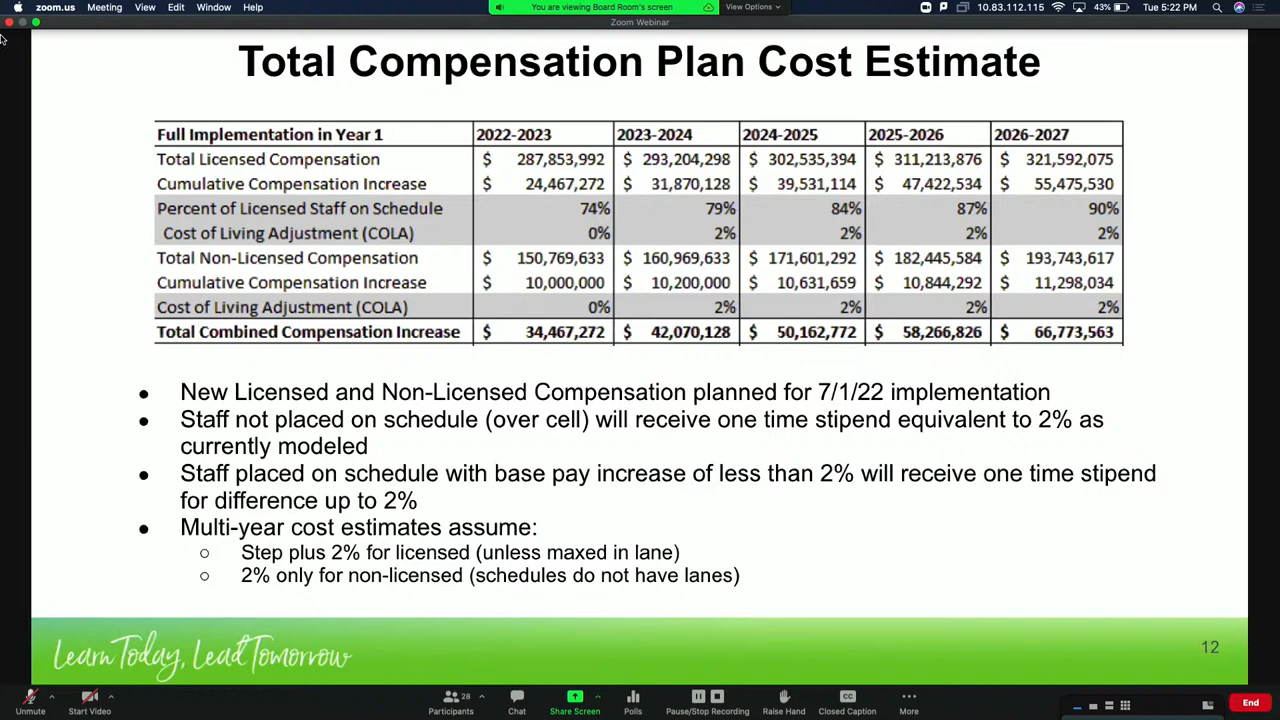 zoom.us Meeting View Edit Window Help You are viewing Board Room's screen View Options 10.83.112.115 43% Tue 5:22 PM
Zoom Webinar
Total Compensation Plan Cost Estimate
Full Implementation in Year 1 2022-2023 2023-2024 2024-2025 2025-2026 2026-2027
Total Licensed Compensation $ 287,853,992 $ 293,204,298 $ 302,535,394 $ 311,213,876 $ 321,592,075
Cumulative Compensation Increase $ 24,467,272 $ 31,870,128 $ 39,531,114 $ 47,422,534 $ 55,475,530
Percent of Licensed Staff on Schedule 74% 79% 84% 87% 90%
Cost of Living Adjustment (COLA) 0% 2% 2% 2% 2%
Total Non-Licensed Compensation $ 150,769,633 $ 160,969,633 $ 171,601,292 $ 182,445,584 $ 193,743,617
Cumulative Compensation Increase $ 10,000,000 $ 10,200,000 $ 10,631,659 $ 10,844,292 $ 11,298,034
Cost of Living Adjustment (COLA) 0% 2% 2% 2% 2%
Total Combined Compensation Increase $ 34,467,272 $ 42,070,128 $ 50,162,772 $ 58,266,826 $ 66,773,563
● New Licensed and Non-Licensed Compensation planned for 7/1/22 implementation
● Staff not placed on schedule (over cell) will receive one time stipend equivalent to 2% as
currently modeled
● Staff placed on schedule with base pay increase of less than 2% will receive one time stipend
for difference up to 2%
● Multi-year cost estimates assume:
○ Step plus 2% for licensed (unless maxed in lane)
○ 2% only for non-licensed (schedules do not have lanes)
Learn Today, Lead Tomorrow
12
Unmute Start Video Participants 28 Chat Share Screen Polls Pause/Stop Recording Raise Hand CC Closed Caption More End